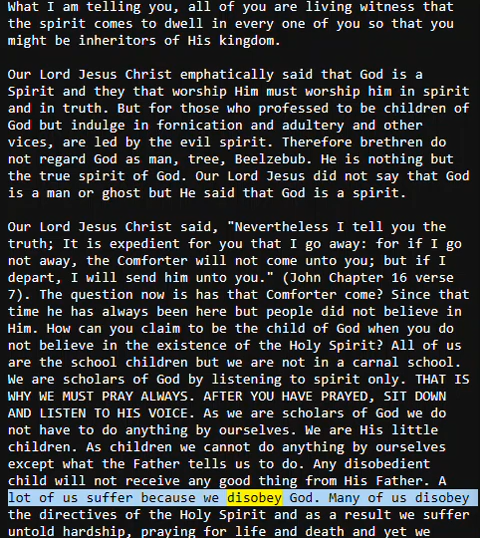 What I am telling you, all of you are living witness that
the spirit comes to dwell in every one of you so that you
might be inheritors of His kingdom.
Our Lord Jesus Christ emphatically said that God is a
Spirit and they that worship Him must worship him in spirit
and in truth. But for those who professed to be children of
God but indulge in fornication and adultery and other
vices, are led by the evil spirit. Therefore brethren do
not regard God as man, tree, Beelzebub. He is nothing but
the true spirit of God. Our Lord Jesus did not say that God
is a man or ghost but He said that God is a spirit.
Our Lord Jesus Christ said, "Nevertheless I tell you the
truth; It is expedient for you that I go away: for if I go
not away, the Comforter will not come unto you; but if I
depart, I will send him unto you." (John Chapter 16 verse
7). The question now is has that Comforter come? Since that
time he has always been here but people did not believe in
Him. How can you claim to be the child of God when you do
not believe in the existence of the Holy Spirit? All of us
are the school children but we are not in a carnal school.
We are scholars of God by listening to spirit only. THAT IS
WHY WE MUST PRAY ALWAYS. AFTER YOU HAVE PRAYED, SIT DOWN
AND LISTEN TO HIS VOICE. As we are scholars of God we do
not have to do anything by ourselves. We are His little
children. As children we cannot do anything by ourselves
except what the Father tells us to do. Any disobedient
child will not receive any good thing from His Father. A
lot of us suffer because we disobey God. Many of us disobey
the directives of the Holy Spirit and as a result we suffer
untold hardship, praying for life and death and yet we